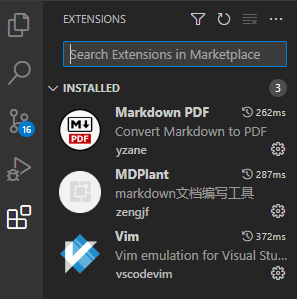 EXTENSIONS
Search Extensions in Marketplace
INSTALLED 3
Markdown PDF 262ms
Convert Markdown to PDF
yzane
MDPlant 287ms
markdown文档编写工具
zengjf
Vim 372ms
Vim emulation for Visual Stu...
vscodevim
16
M
PDF